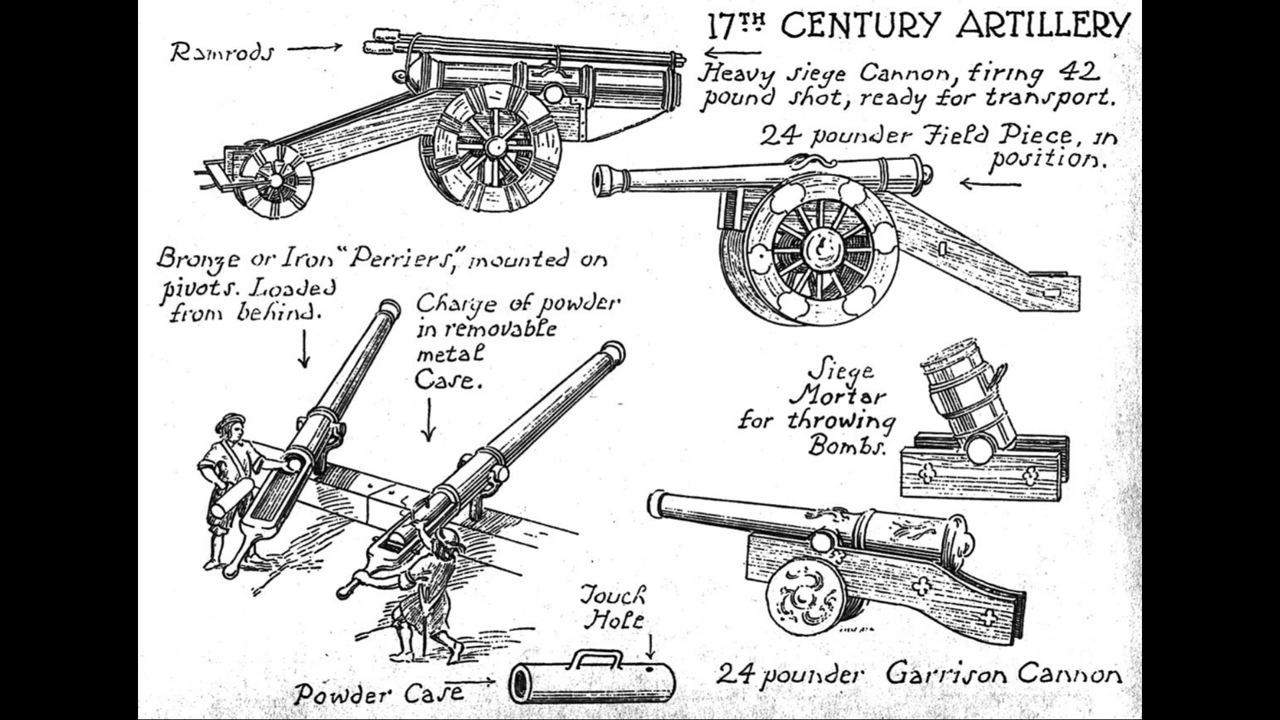 17TH CENTURY ARTILLERY
Ramrods
Heavy siege Cannon, firing 42
pound shot, ready for transport.
24 pounder Field Piece, in
position.
Bronze or Iron "Perriers", mounted on
pivots. Loaded
from behind.
Charge of powder
in removable
metal
Case.
Siege
Mortar
for throwing
Bombs.
Touch
Hole
Powder Case
24 pounder Garrison Cannon